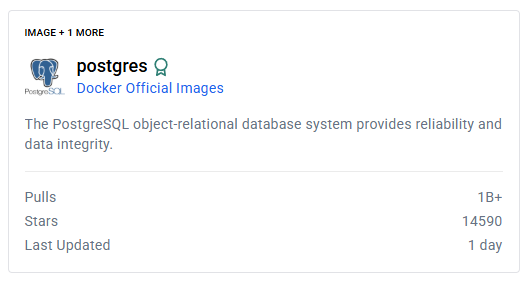 IMAGE + 1 MORE
postgres
PostgreSQL
Docker Official Images
The PostgreSQL object-relational database system provides reliability and
data integrity.
Pulls 1B+
Stars 14590
Last Updated 1 day